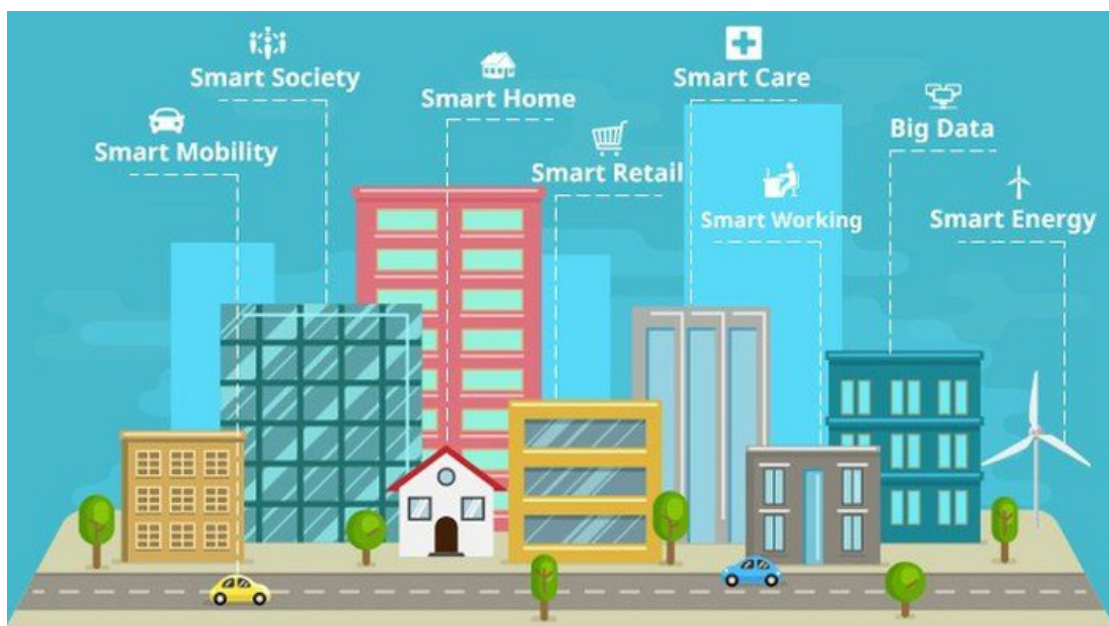 Smart Society
Smart Home
Smart Care
Big Data
Smart Mobility
Smart Retail
Smart Working
Smart Energy